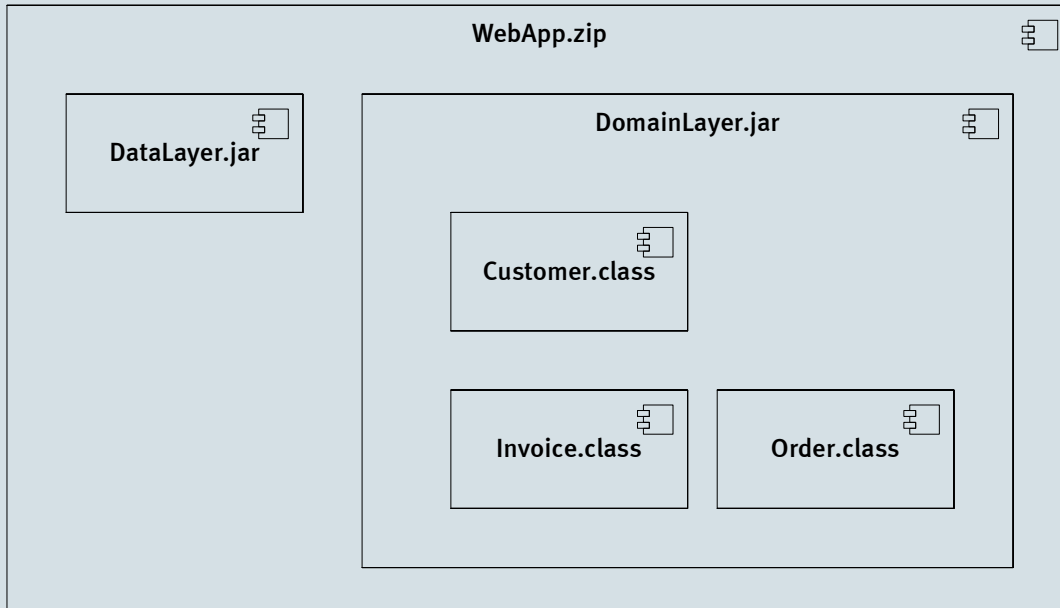 WebApp.zip
DataLayer.jar
DomainLayer.jar
Customer.class
Invoice.class
Order.class